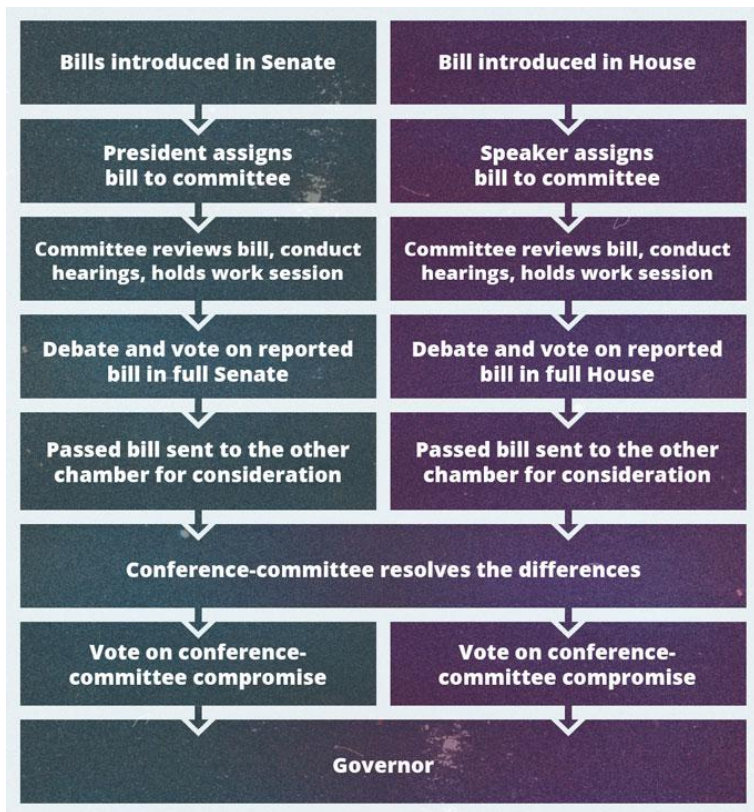 Bills introduced in Senate
Bill introduced in House
President assigns
bill to committee
Speaker assigns
bill to committee
Committee reviews bill, conduct
hearings, holds work session
Committee reviews bill, conduct
hearings, holds work session
Debate and vote on reported
bill in full Senate
Debate and vote on reported
bill in full House
Passed bill sent to the other
chamber for consideration
Passed bill sent to the other
chamber for consideration
Conference-committee resolves the differences
Vote on conference-
committee compromise
Vote on conference-
committee compromise
Governor